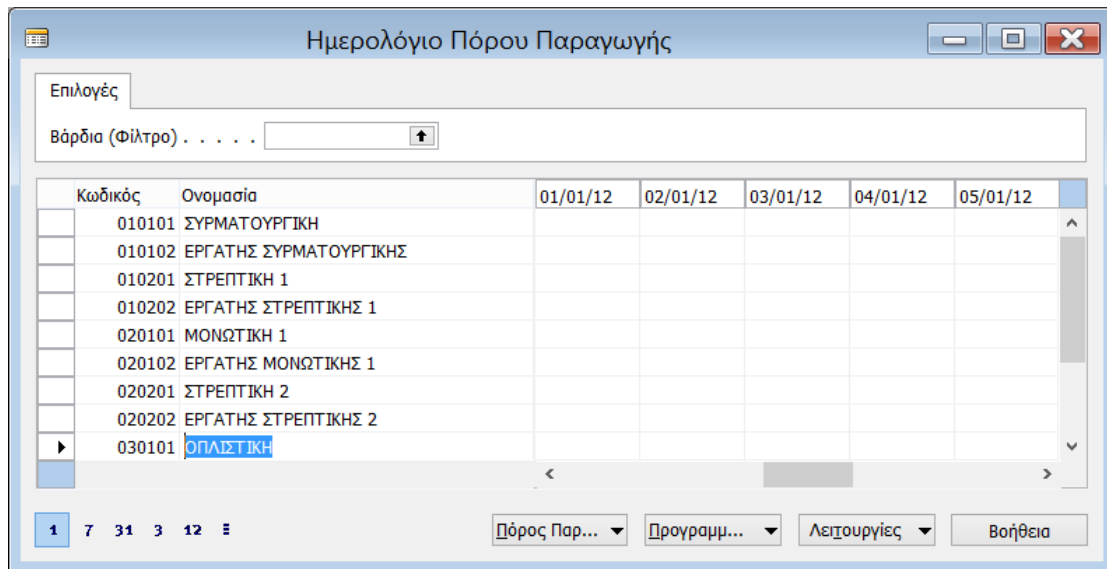 Ημερολόγιο Πόρου Παραγωγής
Επιλογές
Βάρδια (Φίλτρο) . . . . .
Κωδικός Ονομασία 01/01/12 02/01/12 03/01/12 04/01/12 05/01/12
010101 ΣΥΡΜΑΤΟΥΡΓΙΚΗ
010102 ΕΡΓΑΤΗΣ ΣΥΡΜΑΤΟΥΡΓΙΚΗΣ
010201 ΣΤΡΕΠΤΙΚΗ 1
010202 ΕΡΓΑΤΗΣ ΣΤΡΕΠΤΙΚΗΣ 1
020101 ΜΟΝΩΤΙΚΗ 1
020102 ΕΡΓΑΤΗΣ ΜΟΝΩΤΙΚΗΣ 1
020201 ΣΤΡΕΠΤΙΚΗ 2
020202 ΕΡΓΑΤΗΣ ΣΤΡΕΠΤΙΚΗΣ 2
030101 ΟΠΛΙΣΤΙΚΗ
1 7 31 3 12 Πόρος Παρ... Προγραμμ... Λειτουργίες Βοήθεια